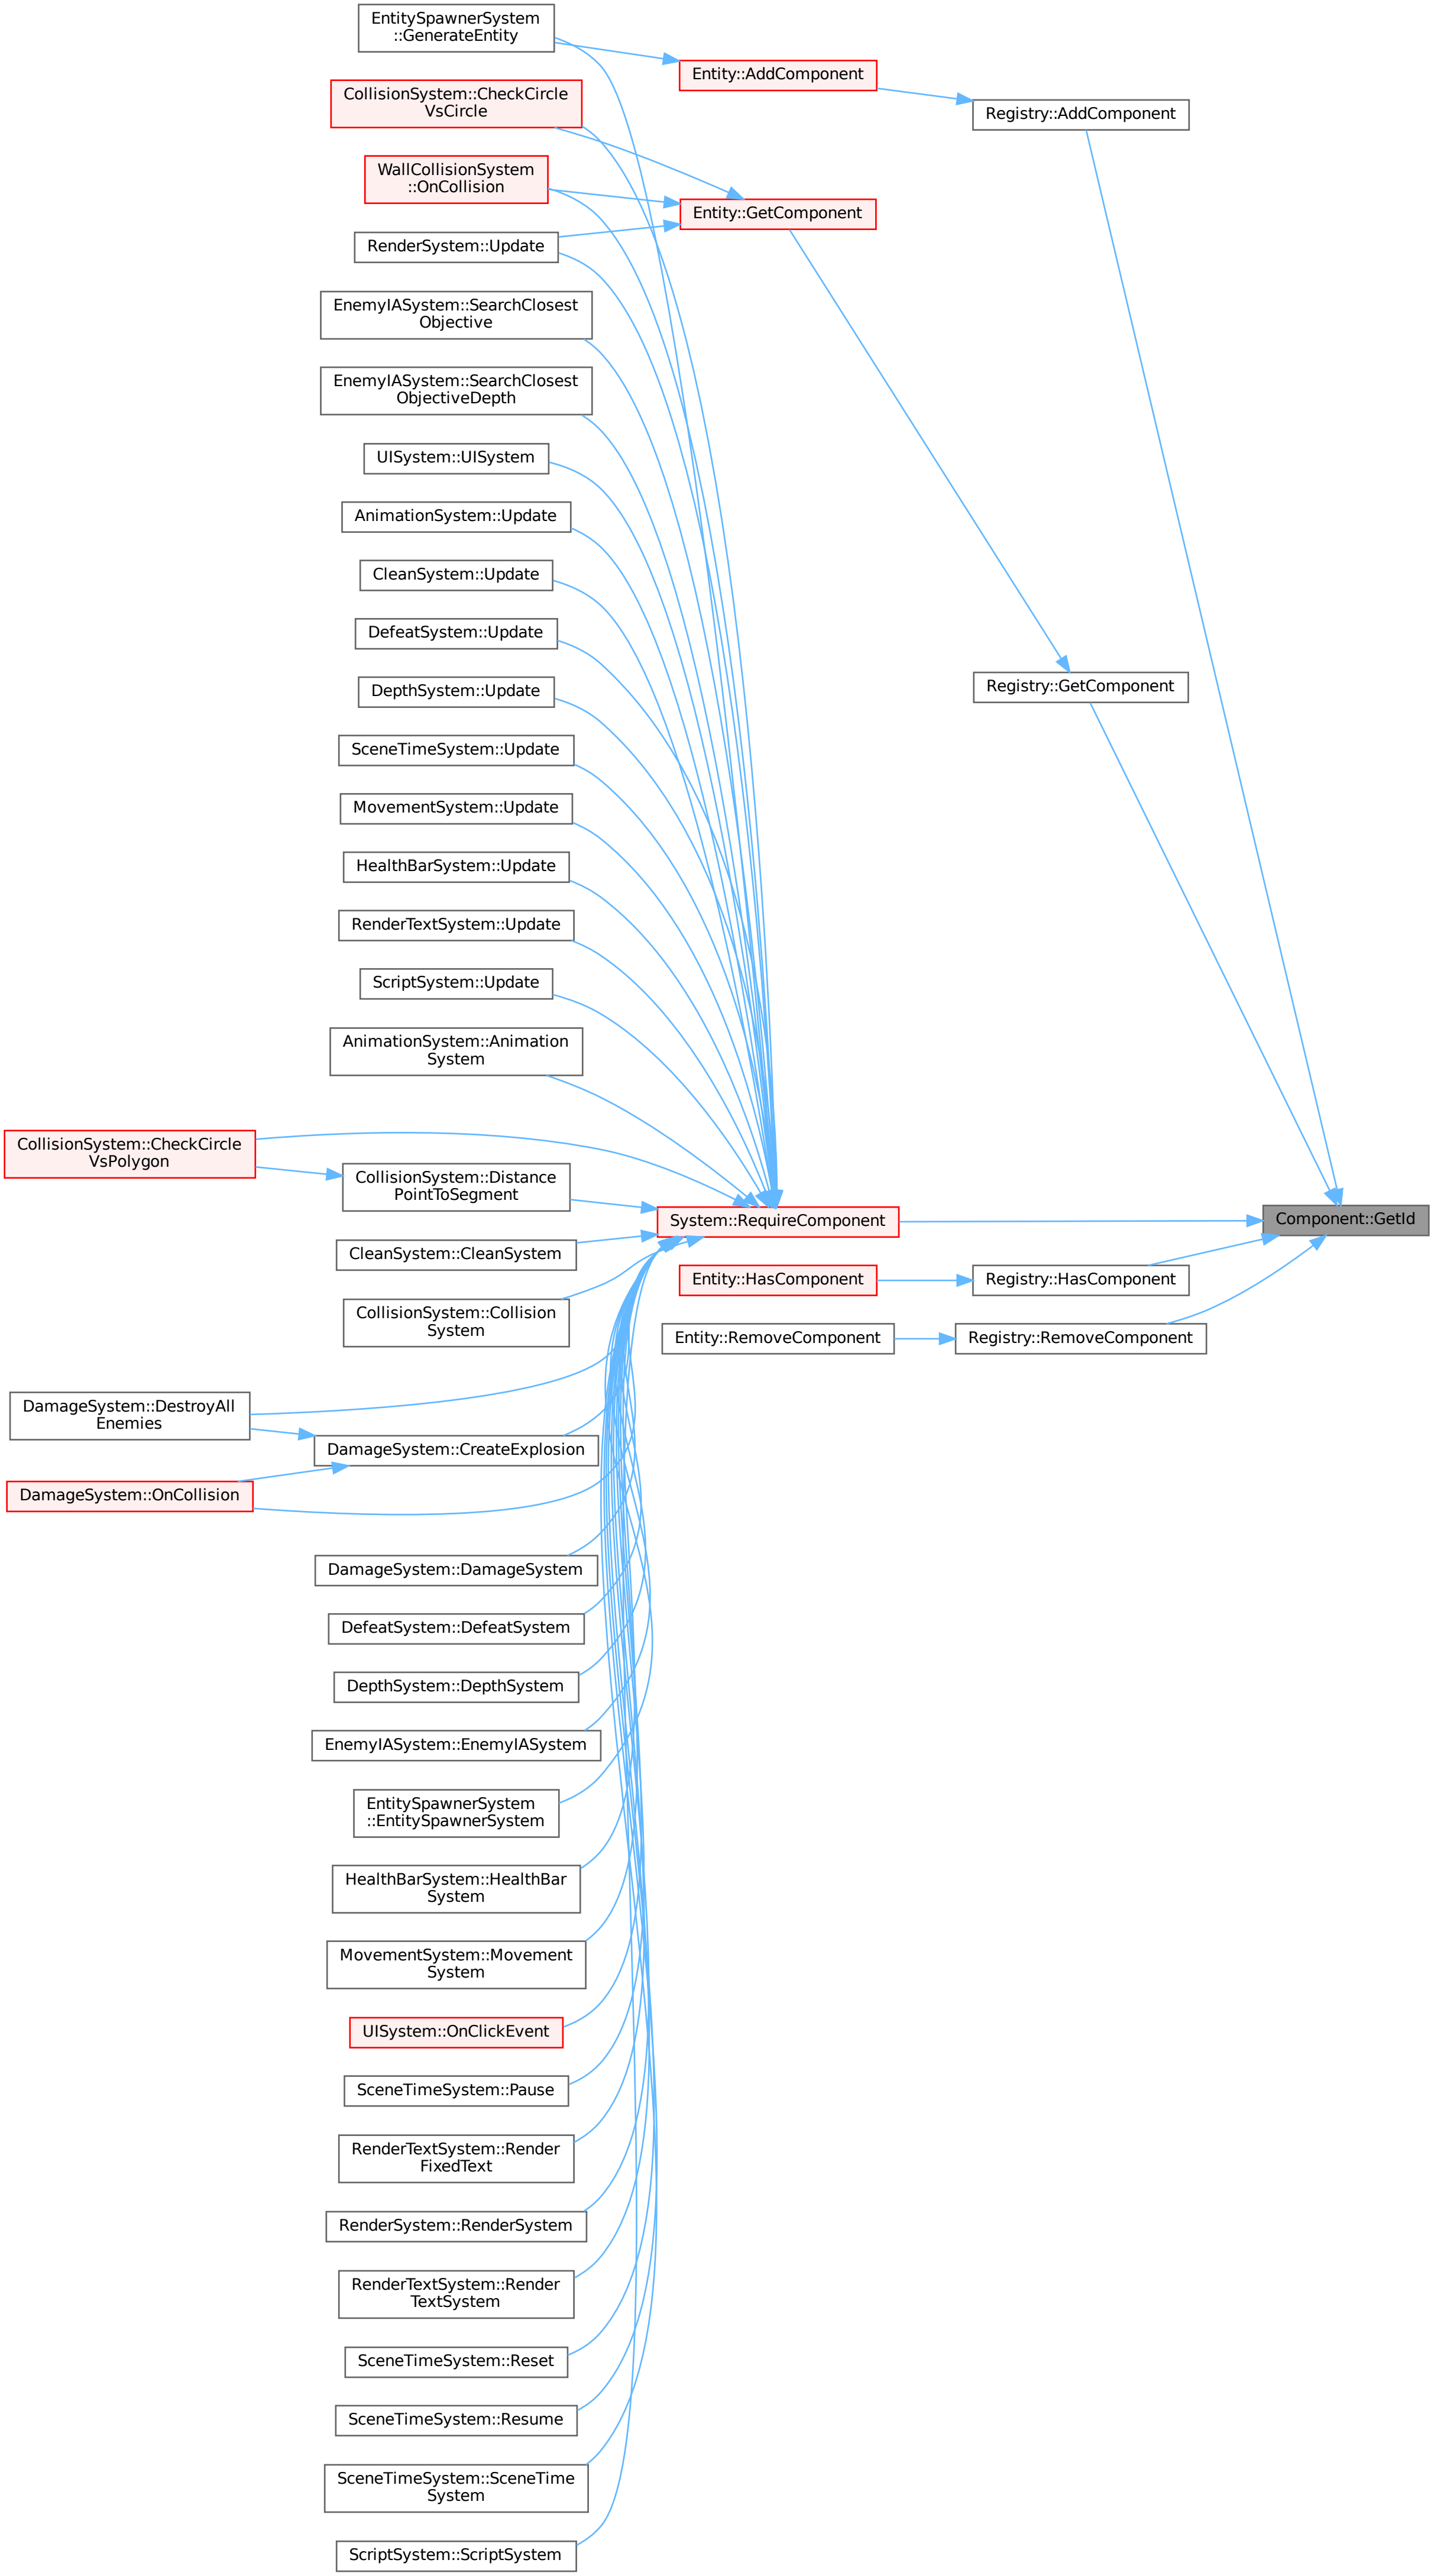 EntitySpawnerSystem
::GenerateEntity
Entity::AddComponent
CollisionSystem::CheckCircle
VsCircle
Registry::AddComponent
WallCollisionSystem
::OnCollision
Entity::GetComponent
RenderSystem::Update
EnemyIASystem::SearchClosest
Objective
EnemyIASystem::SearchClosest
ObjectiveDepth
UISystem::UISystem
AnimationSystem::Update
CleanSystem::Update
DefeatSystem::Update
DepthSystem::Update
Registry::GetComponent
SceneTimeSystem::Update
MovementSystem::Update
HealthBarSystem::Update
RenderTextSystem::Update
ScriptSystem::Update
AnimationSystem::Animation
System
CollisionSystem::CheckCircle
VsPolygon
CollisionSystem::Distance
PointToSegment
System::RequireComponent
Component::GetId
CleanSystem::CleanSystem
Entity::HasComponent
Registry::HasComponent
CollisionSystem::Collision
System
Entity::RemoveComponent
Registry::RemoveComponent
DamageSystem::DestroyAll
Enemies
DamageSystem::CreateExplosion
DamageSystem::OnCollision
DamageSystem::DamageSystem
DefeatSystem::DefeatSystem
DepthSystem::DepthSystem
EnemyIASystem::EnemyIASystem
EntitySpawnerSystem
::EntitySpawnerSystem
HealthBarSystem::HealthBar
System
MovementSystem::Movement
System
UISystem::OnClickEvent
SceneTimeSystem::Pause
RenderTextSystem::Render
FixedText
RenderSystem::RenderSystem
RenderTextSystem::Render
TextSystem
SceneTimeSystem::Reset
SceneTimeSystem::Resume
SceneTimeSystem::SceneTime
System
ScriptSystem::ScriptSystem